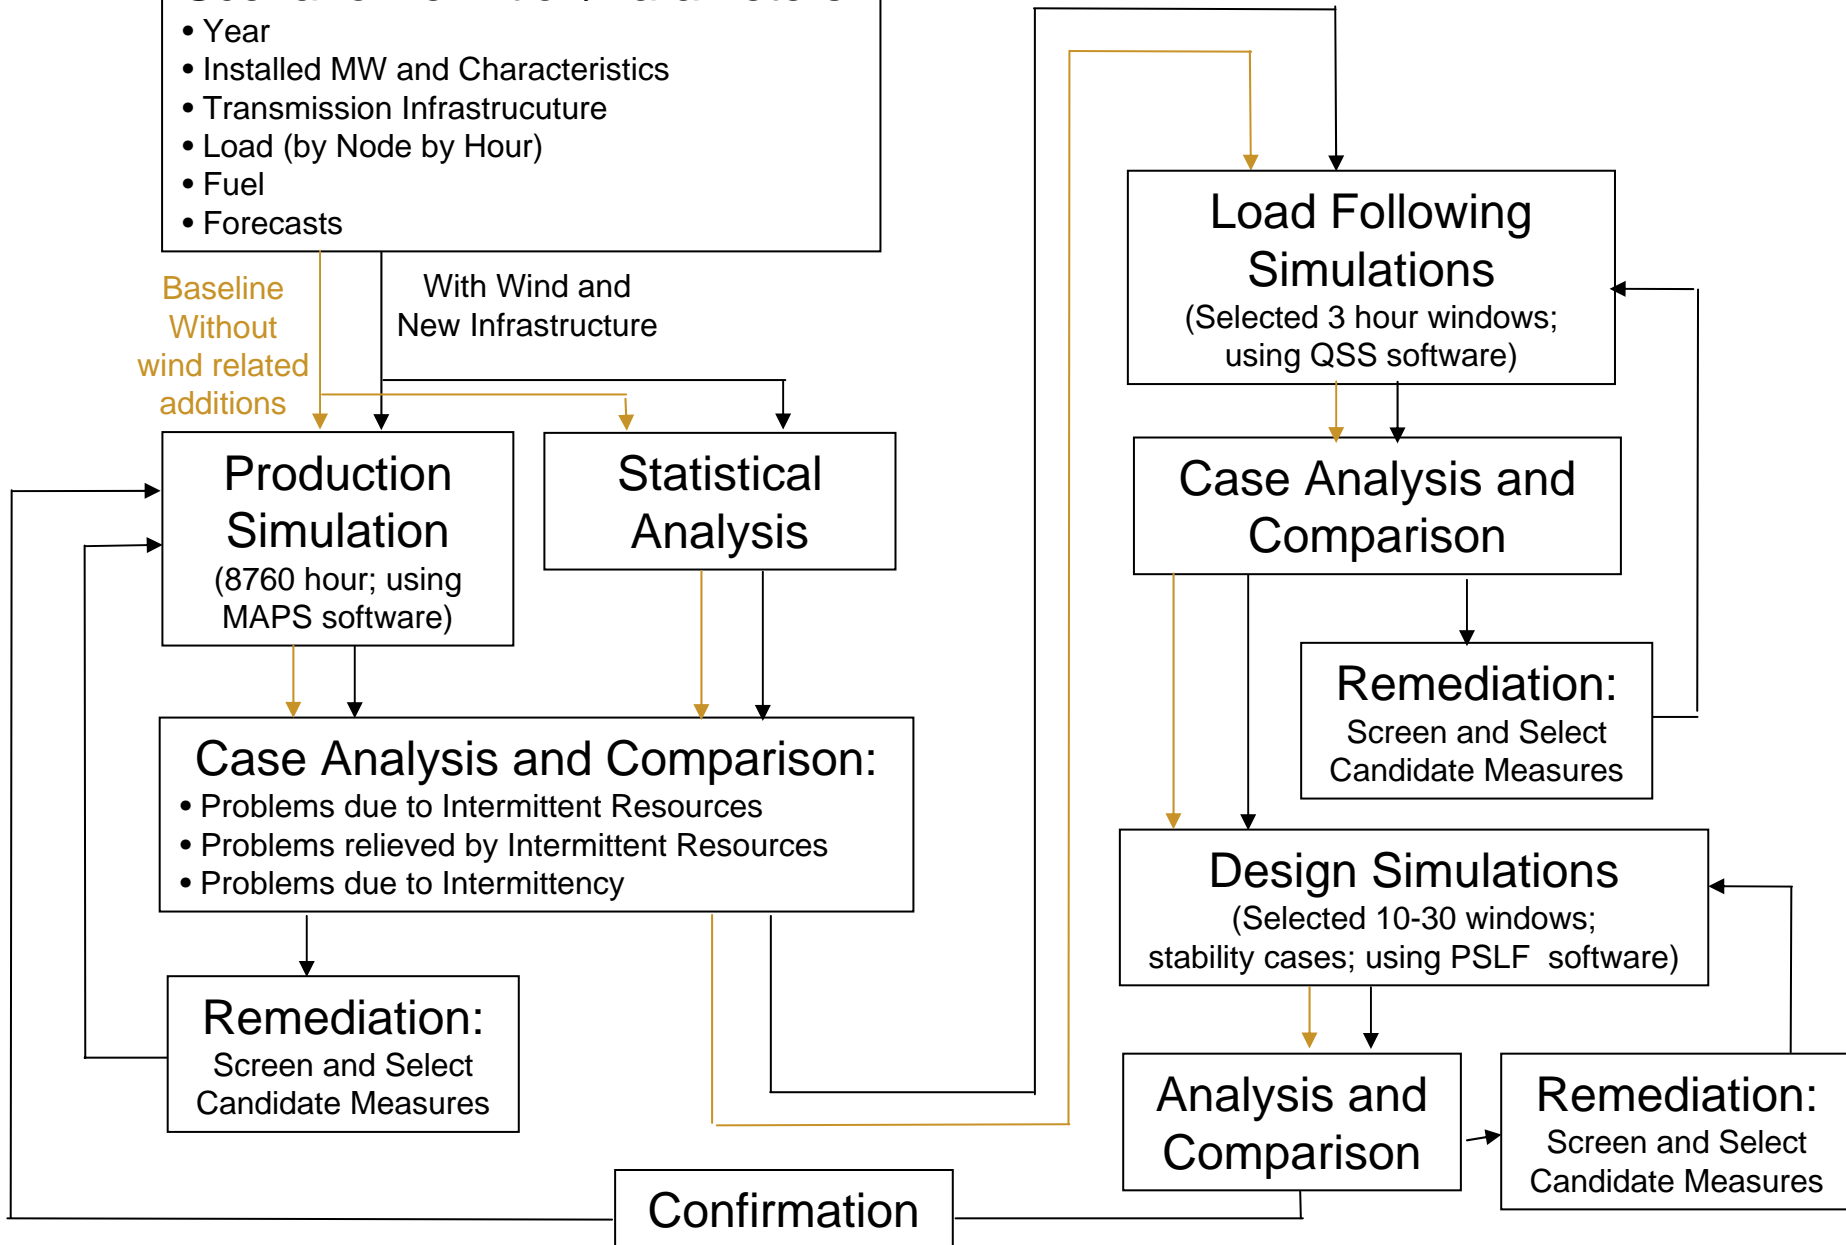 • Year
• Installed MW and Characteristics
• Transmission Infrastrucuture
• Load (by Node by Hour)
• Fuel
• Forecasts
Baseline
Without
wind related
additions
With Wind and
New Infrastructure
Production
Simulation
(8760 hour; using
MAPS software)
Statistical
Analysis
Case Analysis and Comparison:
• Problems due to Intermittent Resources
• Problems relieved by Intermittent Resources
• Problems due to Intermittency
Remediation:
Screen and Select
Candidate Measures
Confirmation
Load Following
Simulations
(Selected 3 hour windows;
using QSS software)
Case Analysis and
Comparison
Remediation:
Screen and Select
Candidate Measures
Design Simulations
(Selected 10-30 windows;
stability cases; using PSLF software)
Analysis and
Comparison
Remediation:
Screen and Select
Candidate Measures